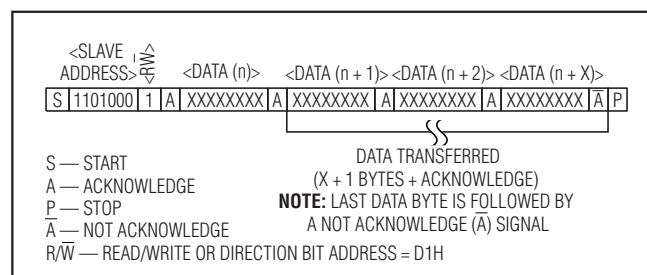 <SLAVE
ADDRESS> <RW> <DATA (n)> <DATA (n + 1)> <DATA (n + 2)> <DATA (n + X)>
S 1101000 1 A XXXXXXXX A XXXXXXXX A XXXXXXXX A XXXXXXXX A̅ P
S — START
A — ACKNOWLEDGE
P — STOP
A̅ — NOT ACKNOWLEDGE
R/W̅ — READ/WRITE OR DIRECTION BIT ADDRESS = D1H
DATA TRANSFERRED
(X + 1 BYTES + ACKNOWLEDGE)
NOTE: LAST DATA BYTE IS FOLLOWED BY
A NOT ACKNOWLEDGE (A̅) SIGNAL